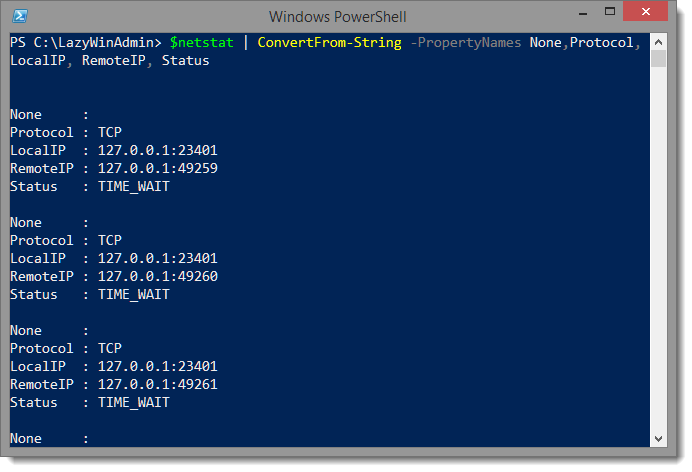 Windows PowerShell
PS C:\LazyWinAdmin> $netstat | ConvertFrom-String -PropertyNames None,Protocol,
LocalIP, RemoteIP, Status
None     :
Protocol : TCP
LocalIP  : 127.0.0.1:23401
RemoteIP : 127.0.0.1:49259
Status   : TIME_WAIT
None     :
Protocol : TCP
LocalIP  : 127.0.0.1:23401
RemoteIP : 127.0.0.1:49260
Status   : TIME_WAIT
None     :
Protocol : TCP
LocalIP  : 127.0.0.1:23401
RemoteIP : 127.0.0.1:49261
Status   : TIME_WAIT
None     :